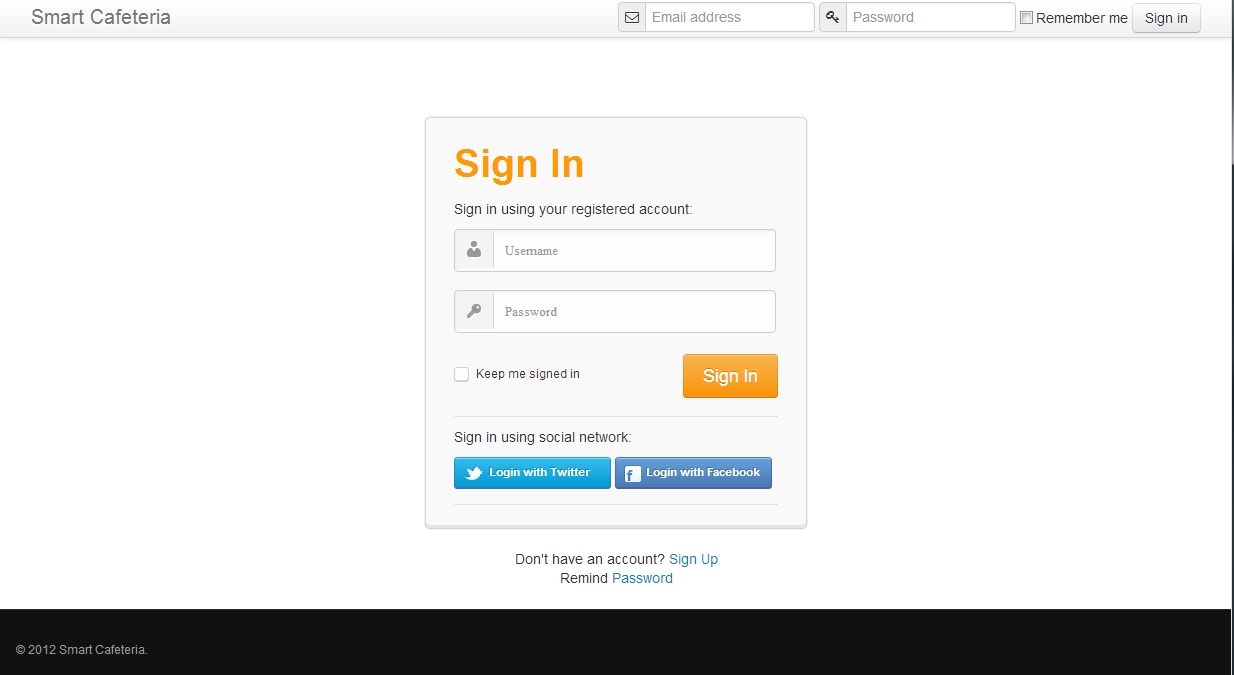 Smart Cafeteria Email address Password Remember me Sign in
Sign In
Sign in using your registered account:
Username
Password
Keep me signed in Sign In
Sign in using social network:
Login with Twitter Login with Facebook
Don't have an account? Sign Up
Remind Password
© 2012 Smart Cafeteria.